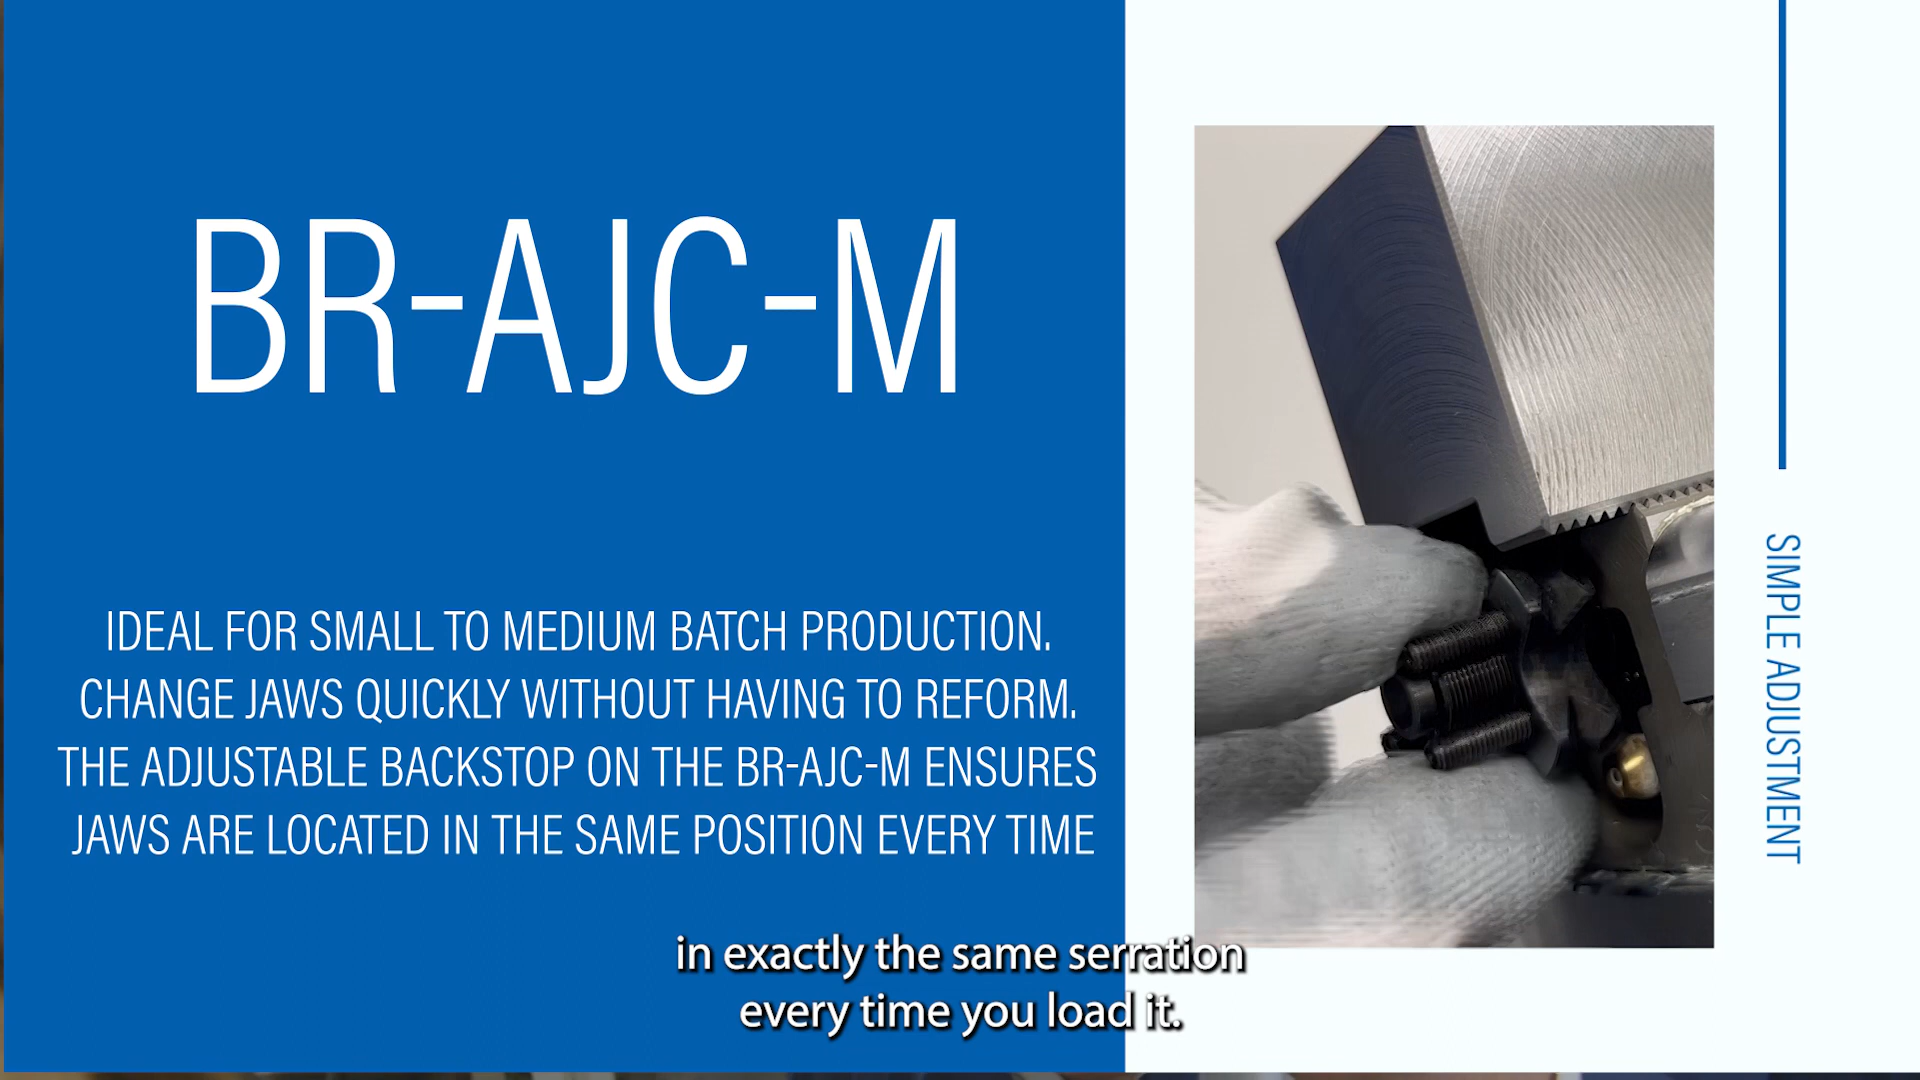 BR-AJC-M
IDEAL FOR SMALL TO MEDIUM BATCH PRODUCTION.
CHANGE JAWS QUICKLY WITHOUT HAVING TO REFORM.
THE ADJUSTABLE BACKSTOP ON THE BR-AJC-M ENSURES
JAWS ARE LOCATED IN THE SAME POSITION EVERY TIME
SIMPLE ADJUSTMENT
in exactly the same serration
every time you load it.